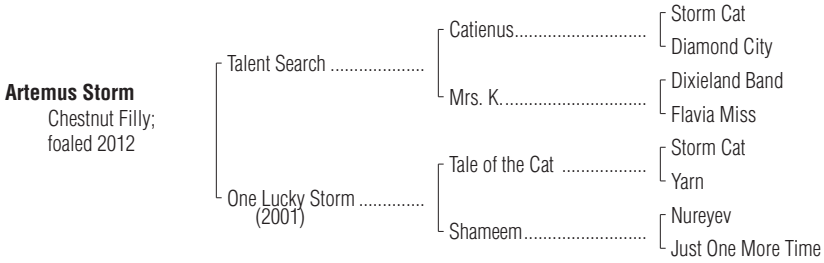 Storm Cat
Catienus..........................
Diamond City
Talent Search ....................
Dixieland Band
Mrs. K............................
Flavia Miss
Artemus Storm
Chestnut Filly;
foaled 2012
Storm Cat
Tale of the Cat .................
Yarn
One Lucky Storm ..............
(2001)
Nureyev
Shameem.........................
Just One More Time